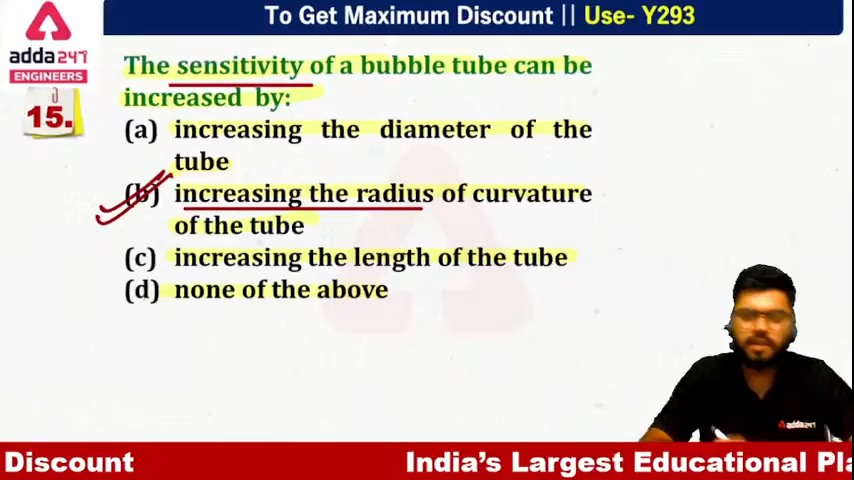 To Get Maximum Discount || Use- Y293
adda247
ENGINEERS
15.
The sensitivity of a bubble tube can be
increased by:
(a) increasing the diameter of the
tube
(b) increasing the radius of curvature
of the tube
(c) increasing the length of the tube
(d) none of the above
adda247
Discount India's Largest Educational Pla